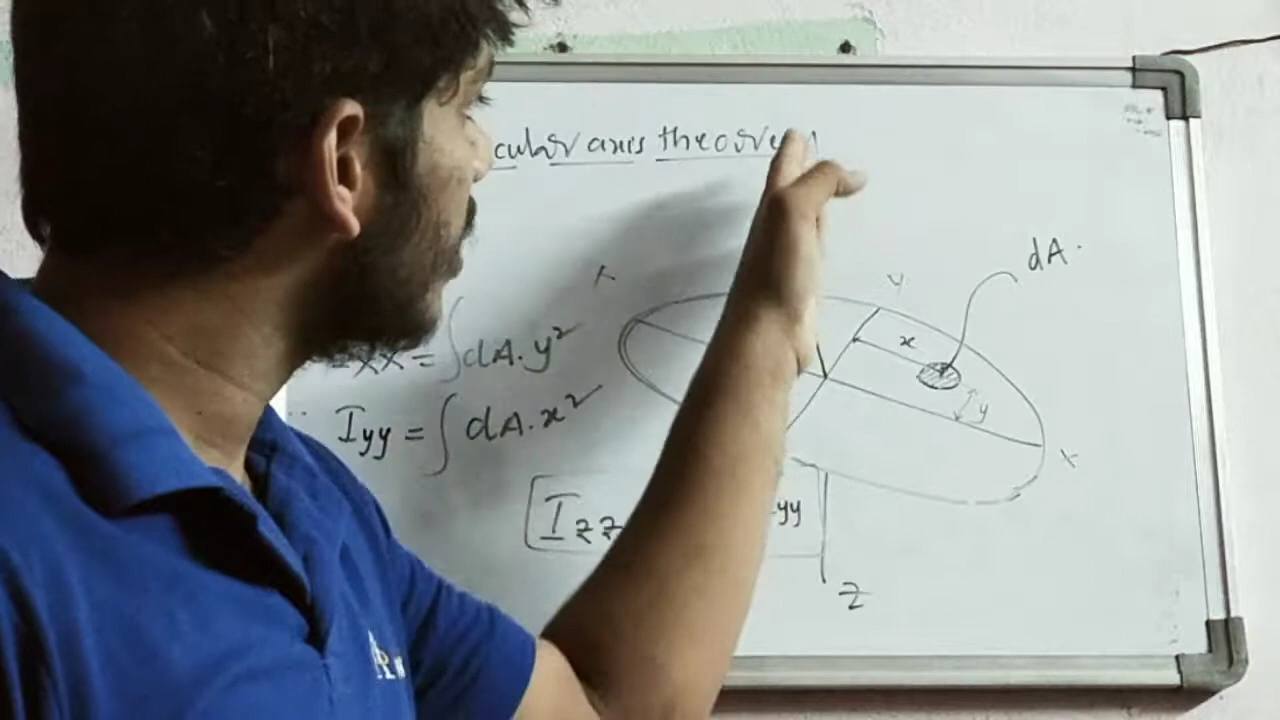 cular axis theorem
dA.
Y
X
x
Ixx = ∫dA.y²
y
Iyy = ∫dA.x²
X
Izz yy
Z